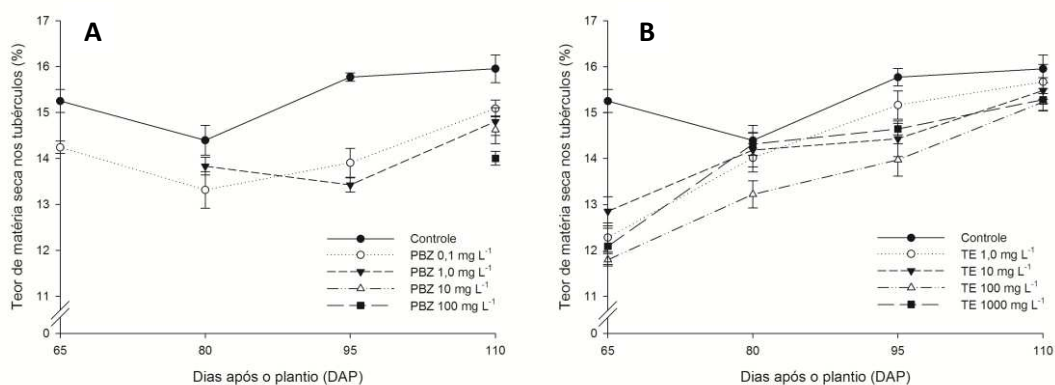 A
Teor de matéria seca nos tubérculos (%)
17
16
15
14
13
12
11
0
65 80 95 110
Dias após o plantio (DAP)
Controle
PBZ 0,1 mg L⁻¹
PBZ 1,0 mg L⁻¹
PBZ 10 mg L⁻¹
PBZ 100 mg L⁻¹
B
Teor de matéria seca nos tubérculos (%)
17
16
15
14
13
12
11
0
65 80 95 110
Dias após o plantio (DAP)
Controle
TE 1,0 mg L⁻¹
TE 10 mg L⁻¹
TE 100 mg L⁻¹
TE 1000 mg L⁻¹